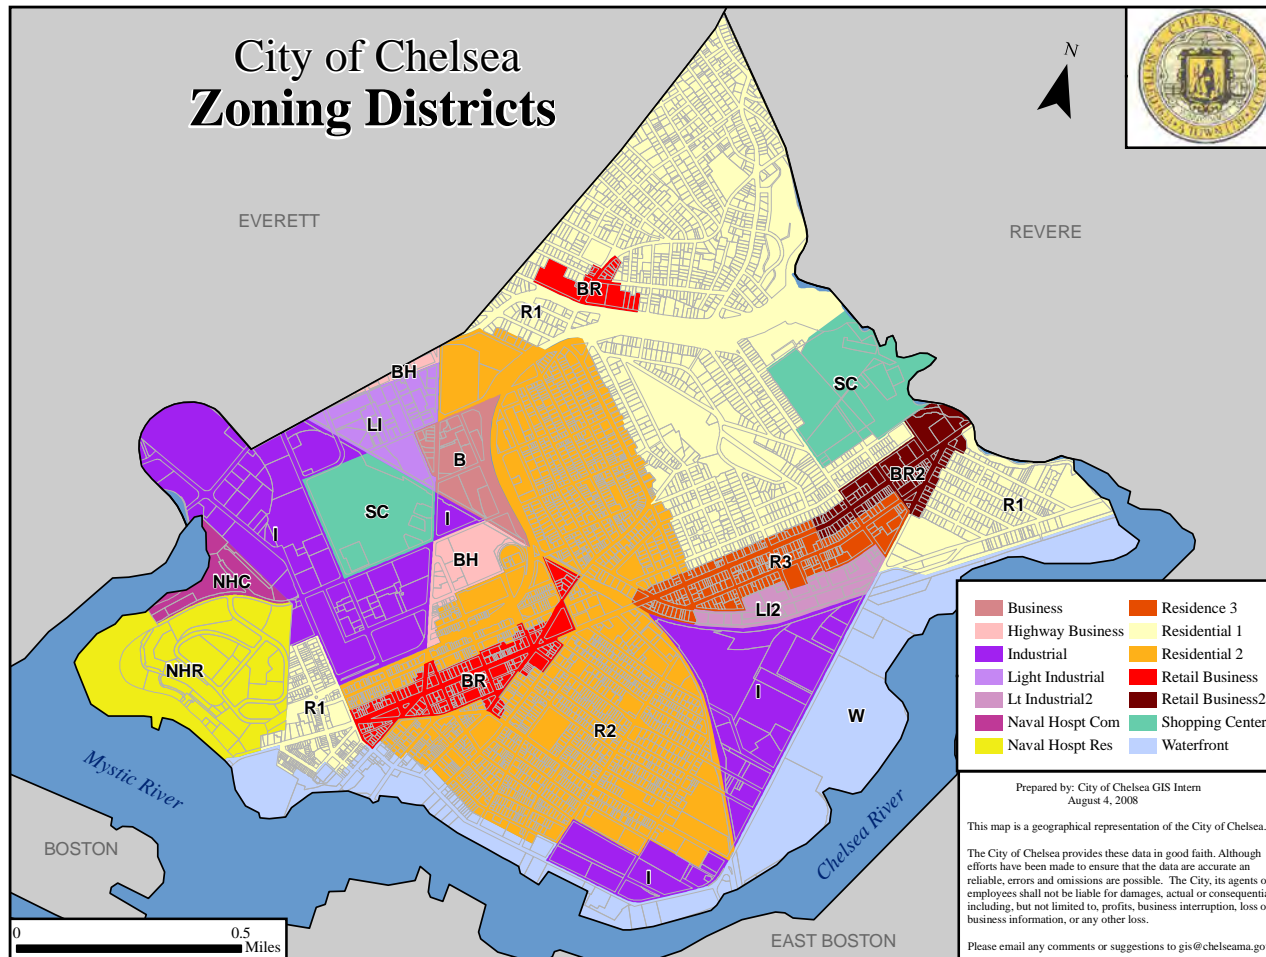 City of Chelsea
Zoning Districts
N
CHELSEA
EVERETT
REVERE
BR
R1
BH
SC
LI
B
BR2
SC
I
R1
I
BH
R3
NHC
LI2
NHR
BR
I
R1
W
R2
I
Mystic River
Chelsea River
BOSTON
EAST BOSTON
Business
Highway Business
Industrial
Light Industrial
Lt Industrial2
Naval Hospt Com
Naval Hospt Res
Residence 3
Residential 1
Residential 2
Retail Business
Retail Business2
Shopping Center
Waterfront
Prepared by: City of Chelsea GIS Intern
August 4, 2008
This map is a geographical representation of the City of Chelsea.
The City of Chelsea provides these data in good faith. Although
efforts have been made to ensure that the data are accurate an
reliable, errors and omissions are possible. The City, its agents o
employees shall not be liable for damages, actual or consequentia
including, but not limited to, profits, business interruption, loss o
business information, or any other loss.
Please email any comments or suggestions to gis@chelseama.go
0 0.5
Miles